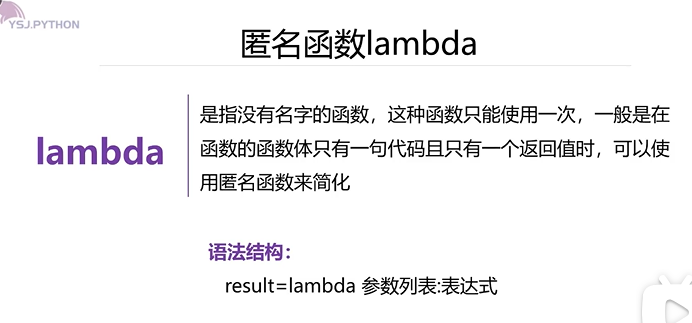 YSJ.PYTHON
匿名函数lambda
lambda
是指没有名字的函数，这种函数只能使用一次，一般是在
函数的函数体只有一句代码且只有一个返回值时，可以使
用匿名函数来简化
语法结构：
result=lambda 参数列表:表达式